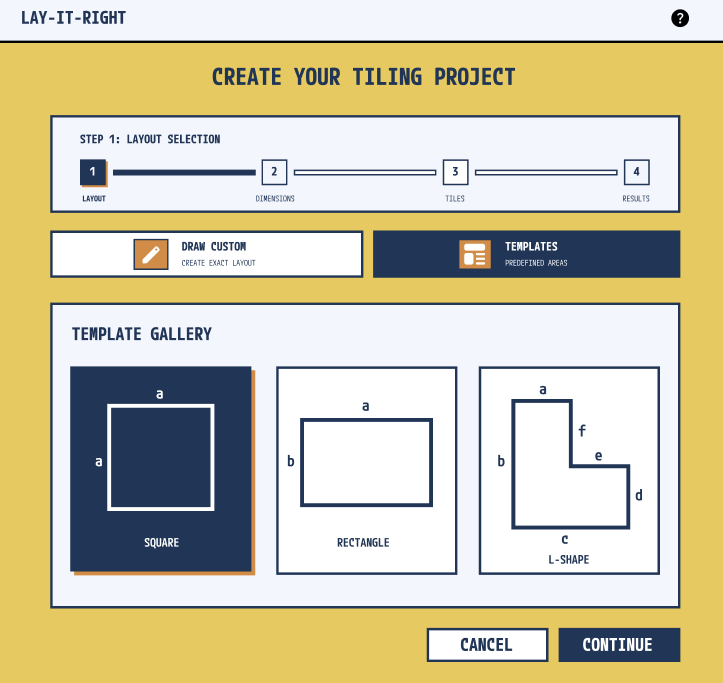 LAY-IT-RIGHT
?
CREATE YOUR TILING PROJECT
STEP 1: LAYOUT SELECTION
1 2 3 4
LAYOUT DIMENSIONS TILES RESULTS
DRAW CUSTOM
CREATE EXACT LAYOUT
TEMPLATES
PREDEFINED AREAS
TEMPLATE GALLERY
a
a
SQUARE
a
b
RECTANGLE
a
f
b
e
d
c
L-SHAPE
CANCEL
CONTINUE